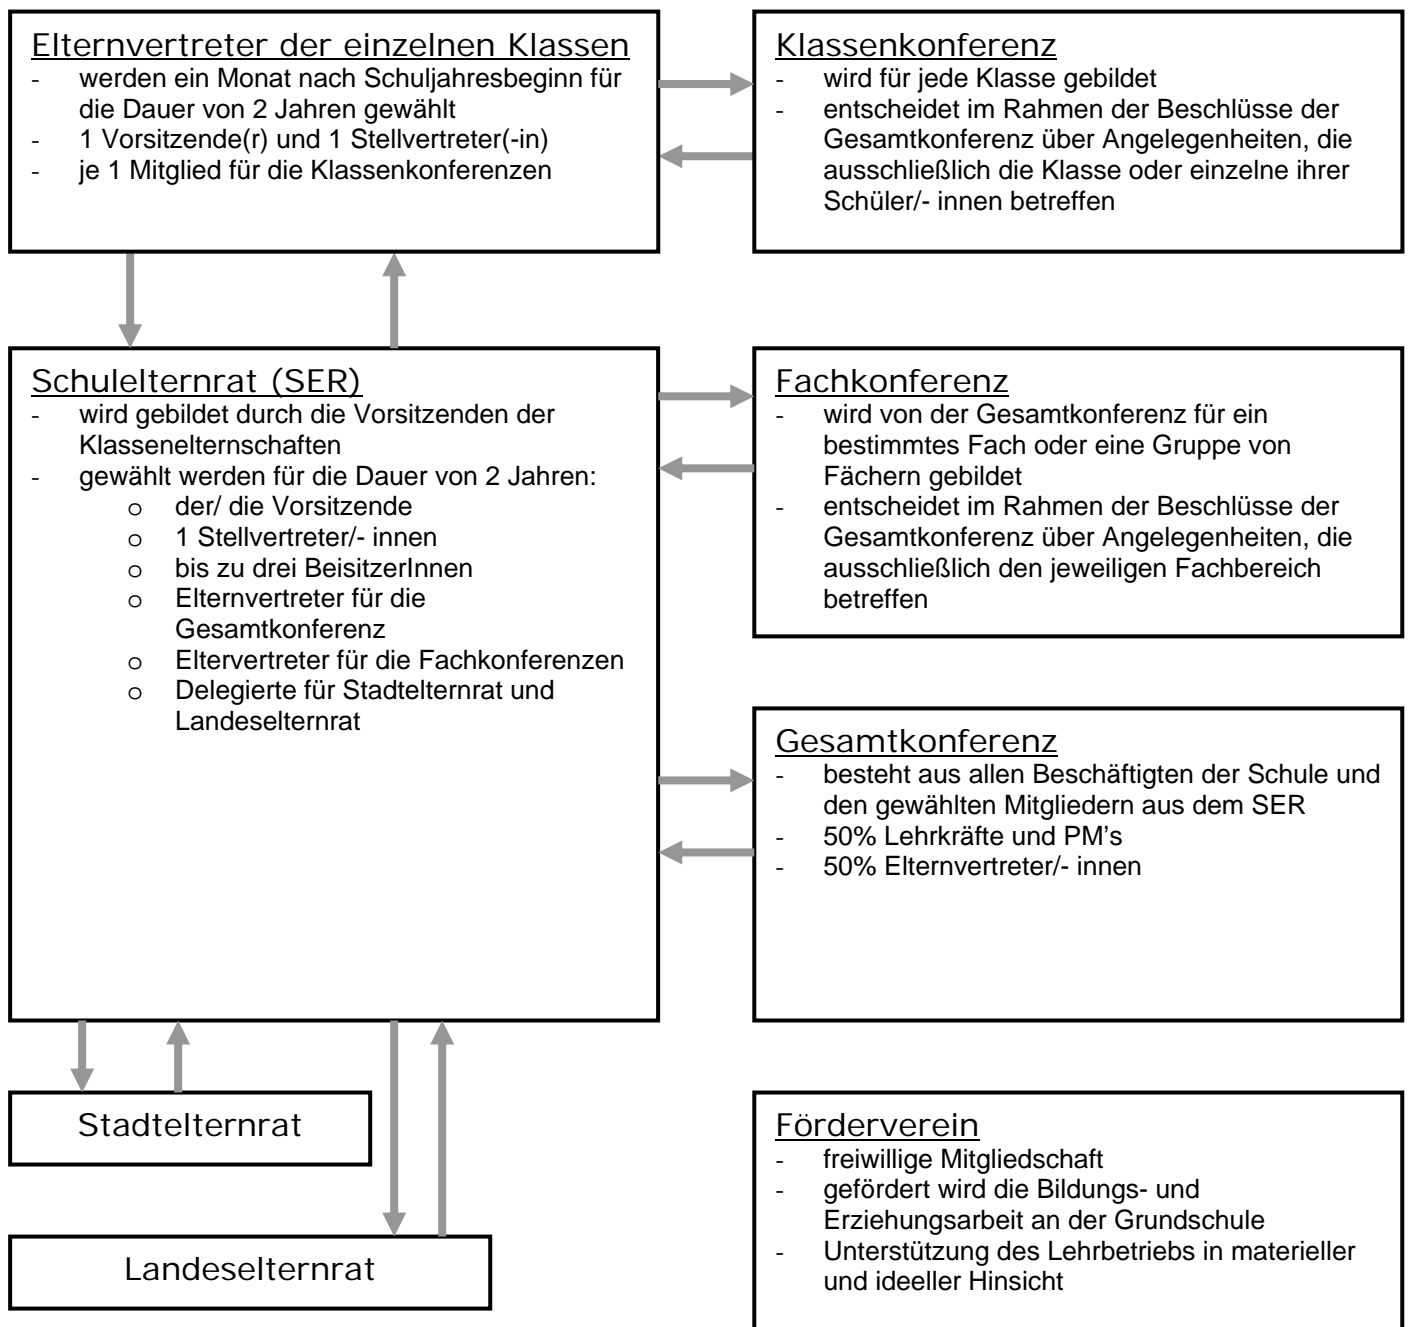 Elternvertreter der einzelnen Klassen
- werden ein Monat nach Schuljahresbeginn für
die Dauer von 2 Jahren gewählt
- 1 Vorsitzende(r) und 1 Stellvertreter(-in)
- je 1 Mitglied für die Klassenkonferenzen
Klassenkonferenz
- wird für jede Klasse gebildet
- entscheidet im Rahmen der Beschlüsse der
Gesamtkonferenz über Angelegenheiten, die
ausschließlich die Klasse oder einzelne ihrer
Schüler/- innen betreffen
Schulelternrat (SER)
- wird gebildet durch die Vorsitzenden der
Klassenelternschaften
- gewählt werden für die Dauer von 2 Jahren:
o der/ die Vorsitzende
o 1 Stellvertreter/- innen
o bis zu drei BeisitzerInnen
o Elternvertreter für die
Gesamtkonferenz
o Eltervertreter für die Fachkonferenzen
o Delegierte für Stadtelternrat und
Landeselternrat
Fachkonferenz
- wird von der Gesamtkonferenz für ein
bestimmtes Fach oder eine Gruppe von
Fächern gebildet
- entscheidet im Rahmen der Beschlüsse der
Gesamtkonferenz über Angelegenheiten, die
ausschließlich den jeweiligen Fachbereich
betreffen
Gesamtkonferenz
- besteht aus allen Beschäftigten der Schule und
den gewählten Mitgliedern aus dem SER
- 50% Lehrkräfte und PM’s
- 50% Elternvertreter/- innen
Stadtelternrat
Landeselternrat
Förderverein
- freiwillige Mitgliedschaft
- gefördert wird die Bildungs- und
Erziehungsarbeit an der Grundschule
- Unterstützung des Lehrbetriebs in materieller
und ideeller Hinsicht